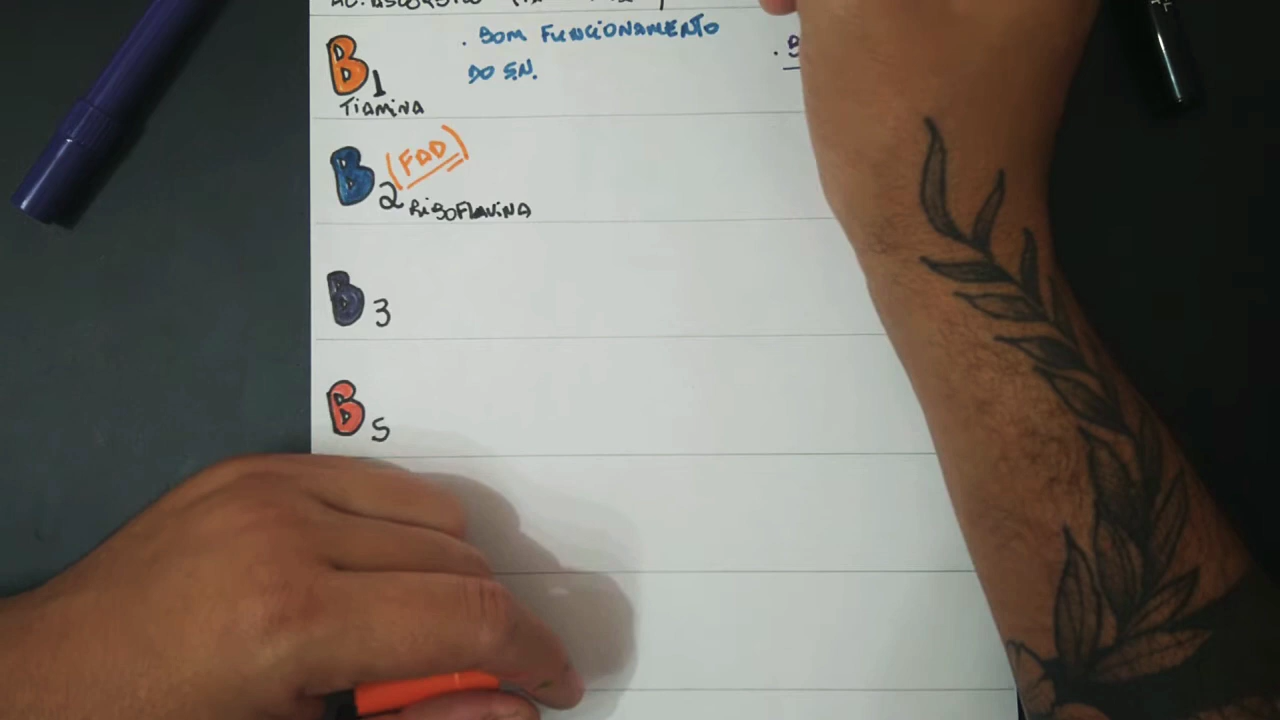 B1 . BOM FUNCIONAMENTO
DO S.N.
TIAMINA
B2 (FAD)
RIBOFLAVINA
B3
B5